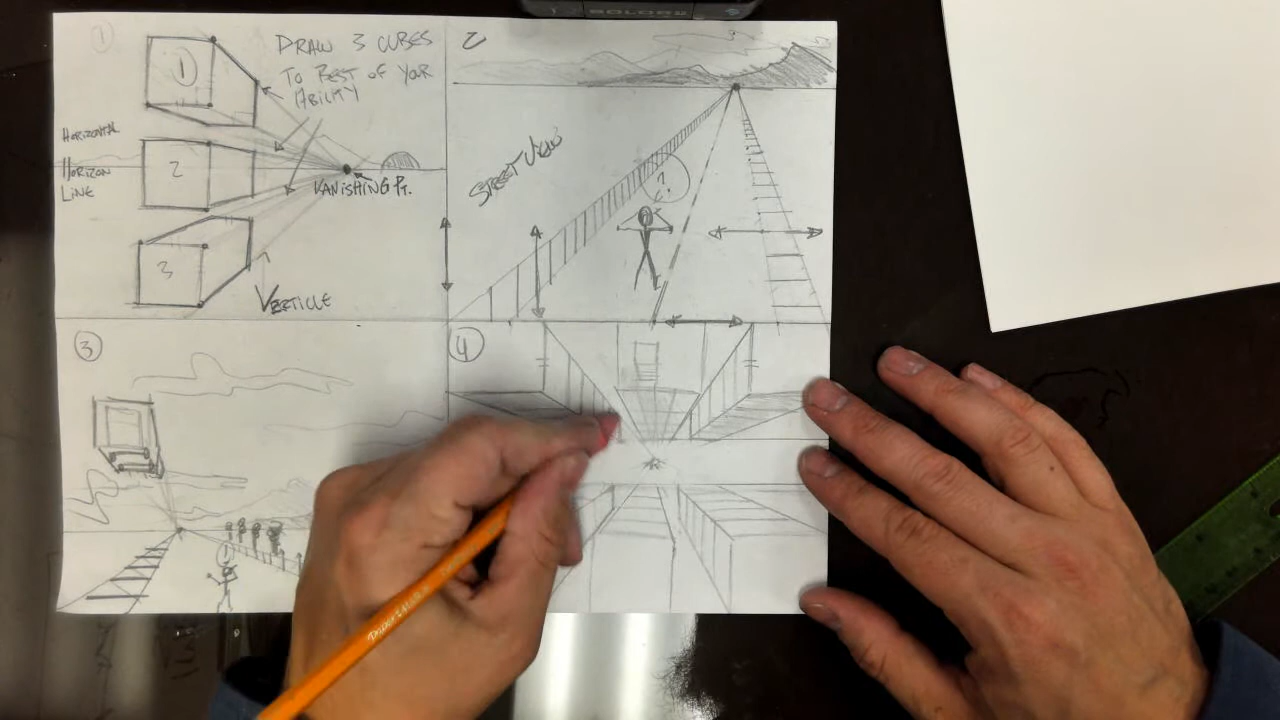 1
DRAW 3 CUBES
TO BEST OF YOUR
ABILITY
1
HORIZONTAL
HORIZON
LINE
2
VANISHING PT.
3
VERTICLE
2
STREET VIEW
?
3
4